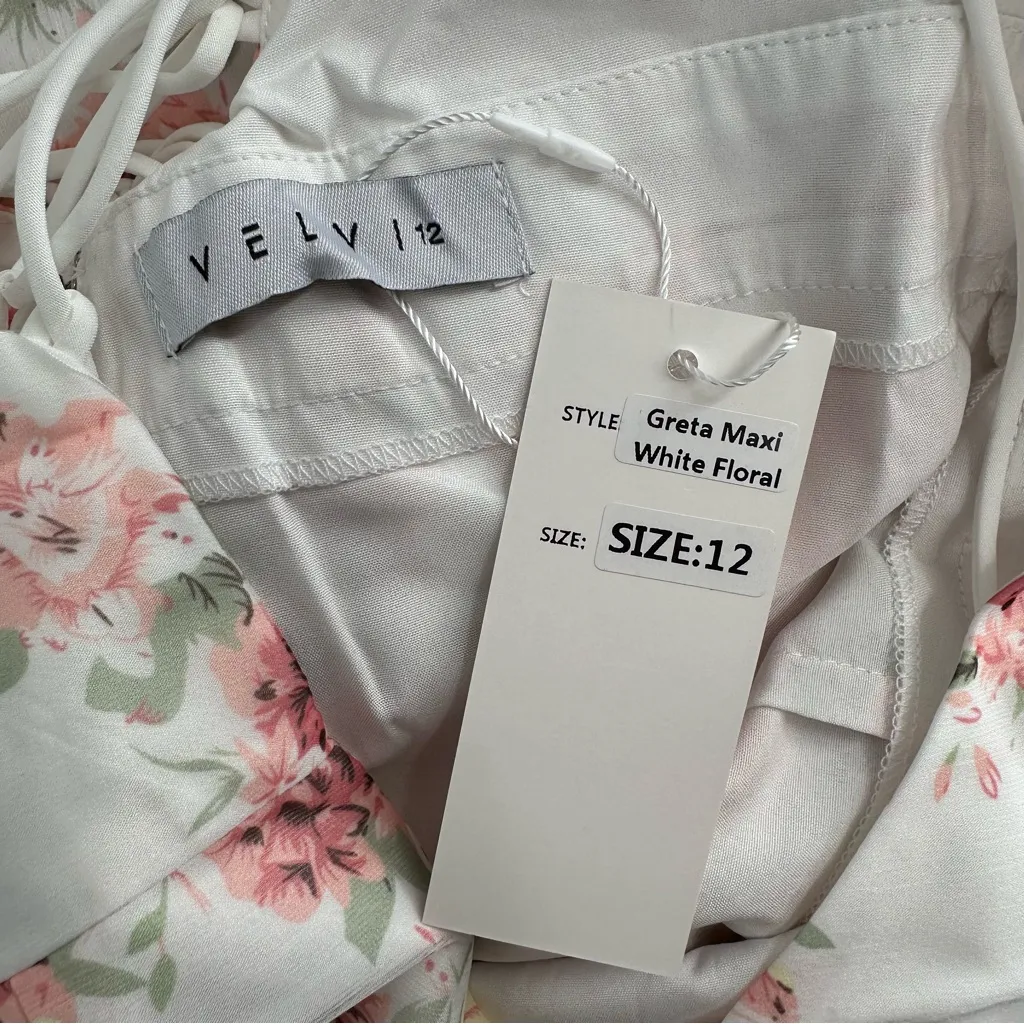 VELVI 12
STYLE Greta Maxi
White Floral
SIZE: SIZE:12